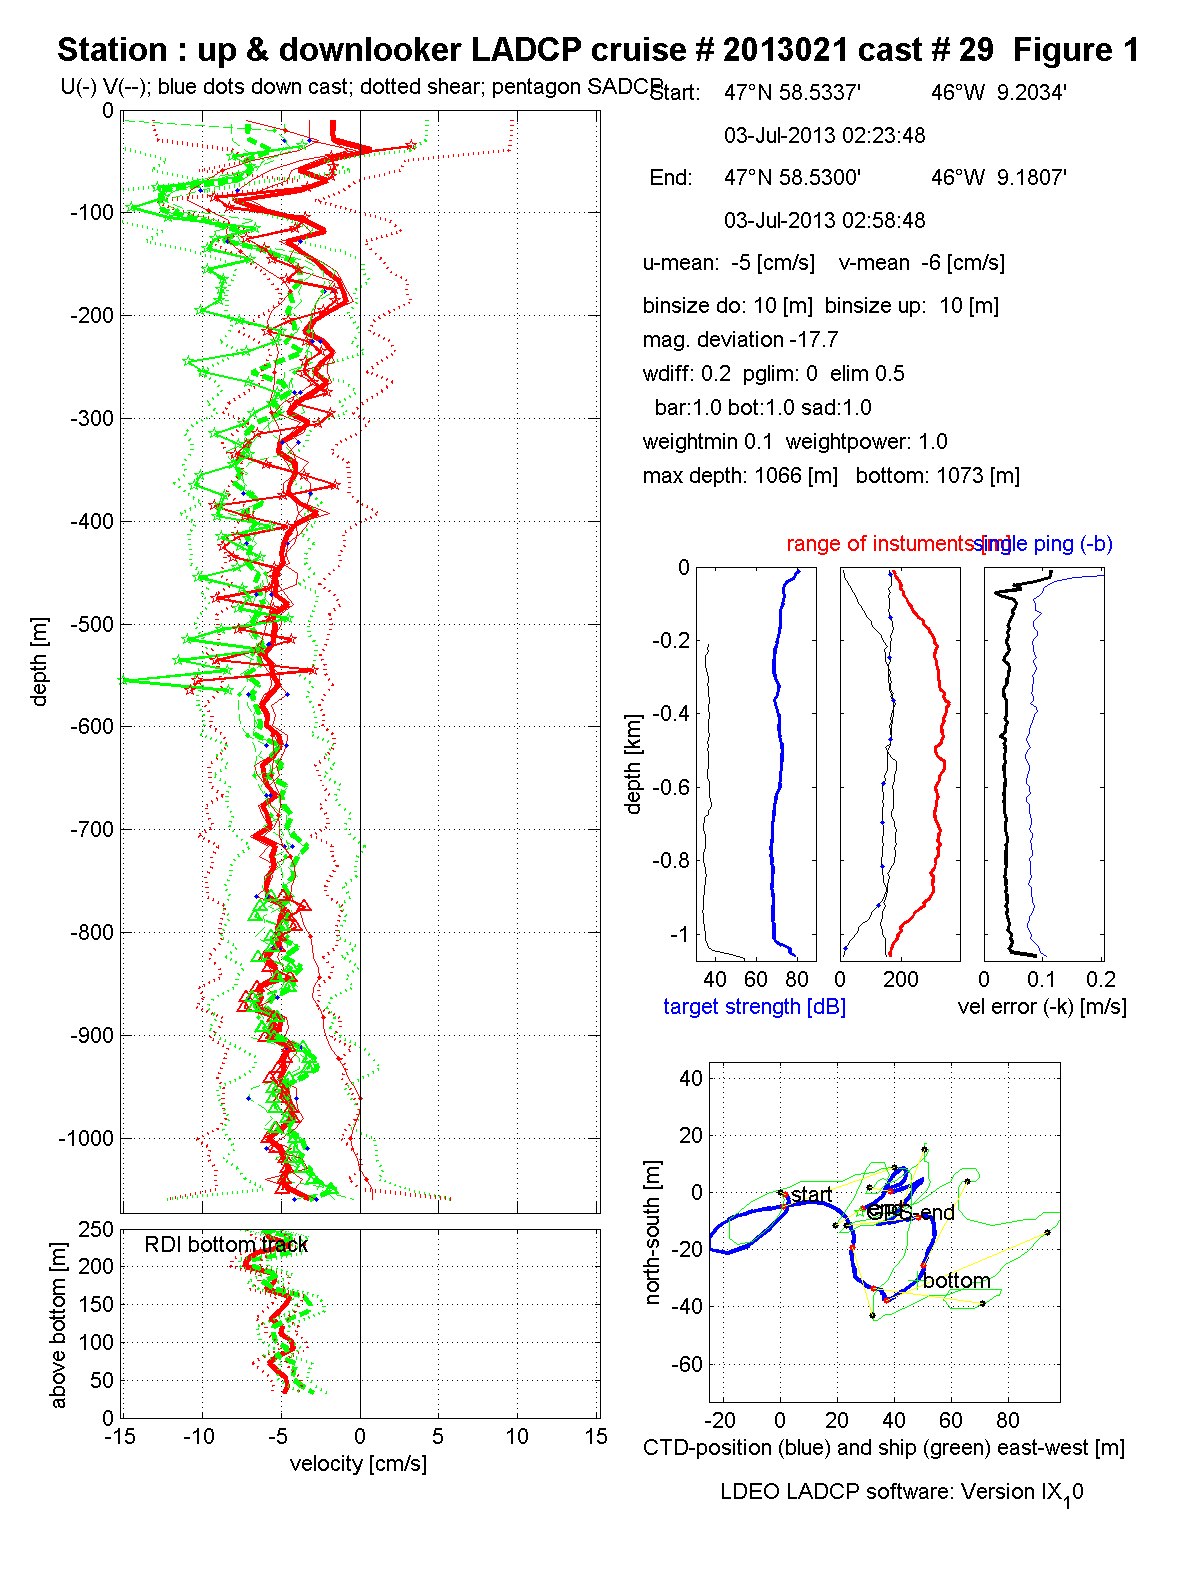 Station : up & downlooker LADCP cruise # 2013021 cast # 29  Figure 1
U(-) V(--); blue dots down cast; dotted shear; pentagon SADCP
Start: 47°N 58.5337' 46°W 9.2034'
03-Jul-2013 02:23:48
End: 47°N 58.5300' 46°W 9.1807'
03-Jul-2013 02:58:48
u-mean: -5 [cm/s] v-mean -6 [cm/s]
binsize do: 10 [m] binsize up: 10 [m]
mag. deviation -17.7
wdiff: 0.2 pglim: 0 elim 0.5
bar:1.0 bot:1.0 sad:1.0
weightmin 0.1 weightpower: 1.0
max depth: 1066 [m] bottom: 1073 [m]
0
-100
-200
-300
-400
-500
-600
-700
-800
-900
-1000
depth [m]
RDI bottom track
250
200
150
100
50
0
above bottom [m]
-15 -10 -5 0 5 10 15
velocity [cm/s]
range of instuments [m]
single ping (-b)
0
-0.2
-0.4
-0.6
-0.8
-1
depth [km]
40 60 80
target strength [dB]
0 200
0 0.1 0.2
vel error (-k) [m/s]
40
20
0
-20
-40
-60
north-south [m]
start
end
GPS-end
bottom
-20 0 20 40 60 80
CTD-position (blue) and ship (green) east-west [m]
LDEO LADCP software: Version IX10